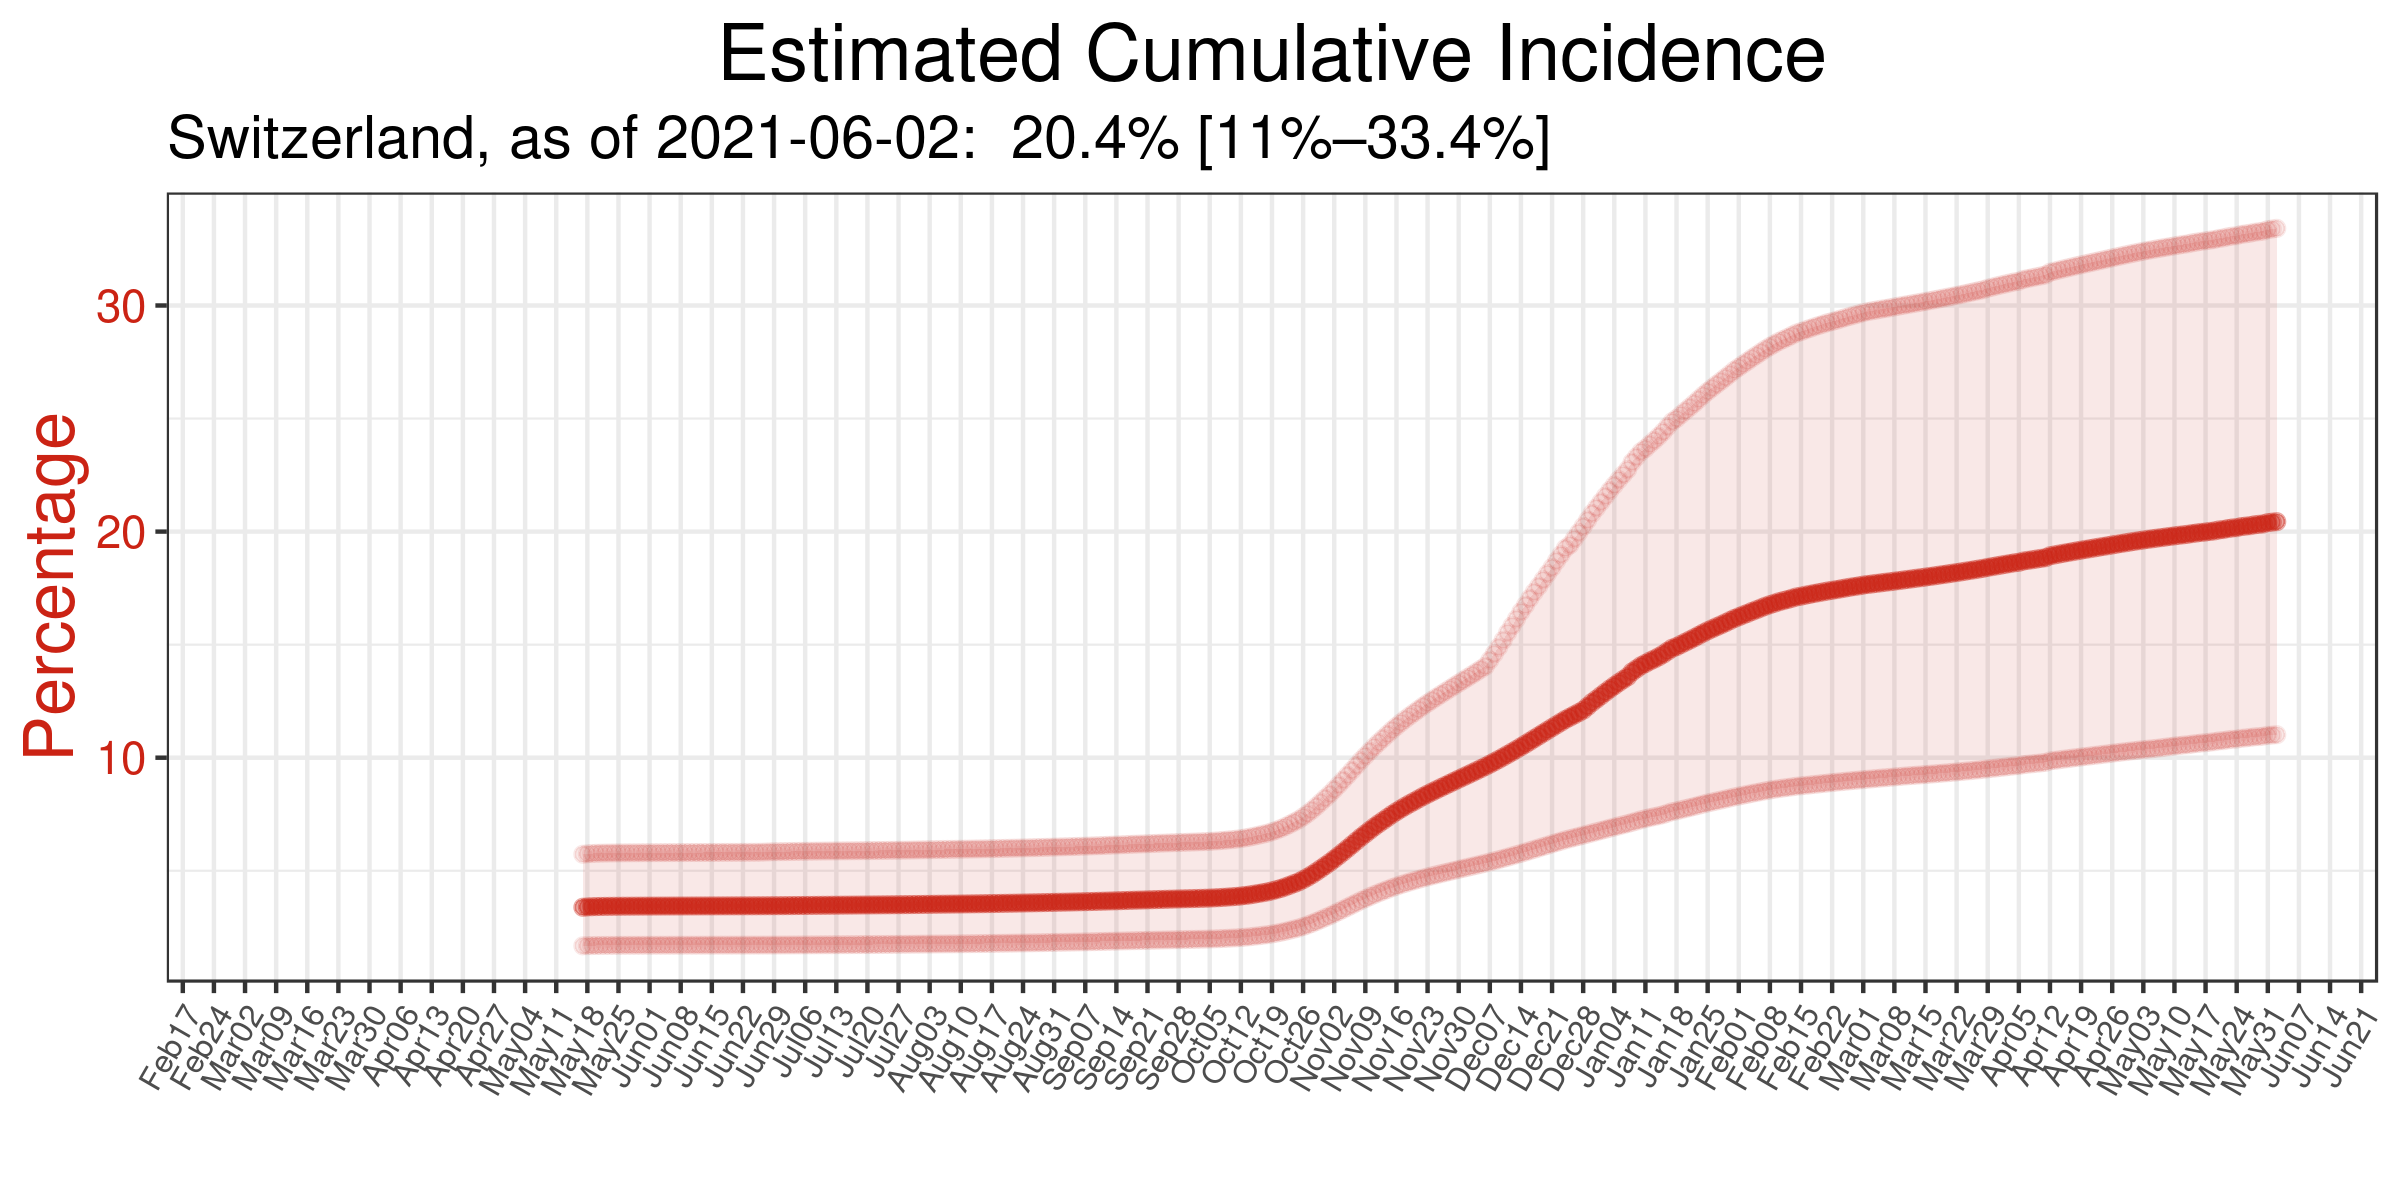 Estimated Cumulative Incidence
Switzerland, as of 2021-06-02:  20.4% [11%–33.4%]
Percentage
30
20
10
Feb17
Feb24
Mar02
Mar09
Mar16
Mar23
Mar30
Apr06
Apr13
Apr20
Apr27
May04
May11
May18
May25
Jun01
Jun08
Jun15
Jun22
Jun29
Jul06
Jul13
Jul20
Jul27
Aug03
Aug10
Aug17
Aug24
Aug31
Sep07
Sep14
Sep21
Sep28
Oct05
Oct12
Oct19
Oct26
Nov02
Nov09
Nov16
Nov23
Nov30
Dec07
Dec14
Dec21
Dec28
Jan04
Jan11
Jan18
Jan25
Feb01
Feb08
Feb15
Feb22
Mar01
Mar08
Mar15
Mar22
Mar29
Apr05
Apr12
Apr19
Apr26
May03
May10
May17
May24
May31
Jun07
Jun14
Jun21